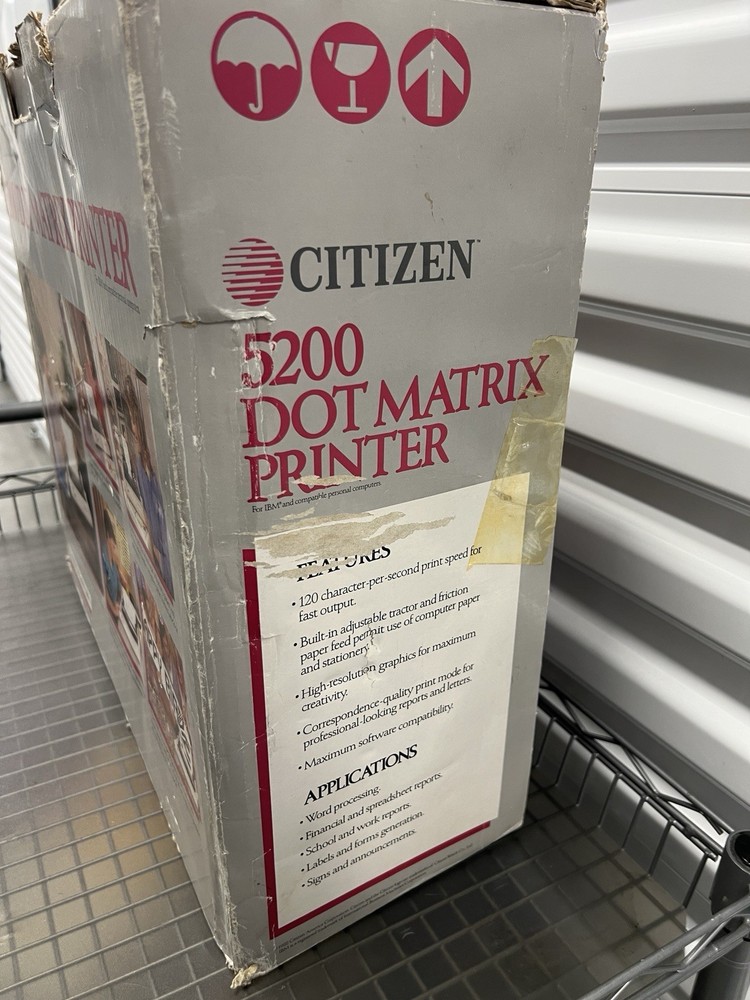 CITIZEN™
5200
DOT MATRIX
PRINTER
For IBM® and compatible personal computers
FEATURES
• 120 character-per-second print speed for
fast output.
• Built-in adjustable tractor and friction
paper feed permit use of computer paper
and stationery.
• High-resolution graphics for maximum
creativity.
• Correspondence-quality print mode for
professional-looking reports and letters.
• Maximum software compatibility.
APPLICATIONS
• Word processing.
• Financial and spreadsheet reports.
• School and work reports.
• Labels and forms generation.
• Signs and announcements.
PRINTER